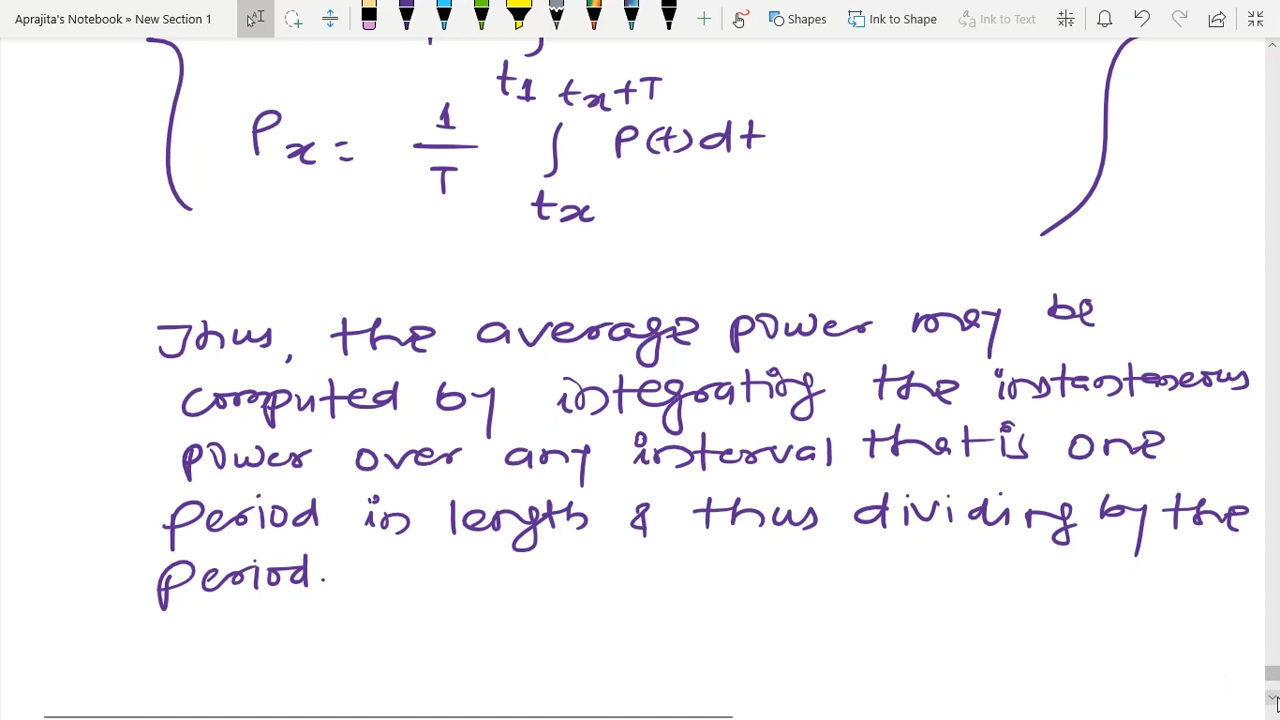 Aprajita's Notebook » New Section 1
Shapes
Ink to Shape
Ink to Text
t1
tx+T
Px = 1/T ∫ P(t)dt
tx
Thus, the average power may be
computed by integrating the instantaneous
power over any interval that is one
period in length & thus dividing by the
period.